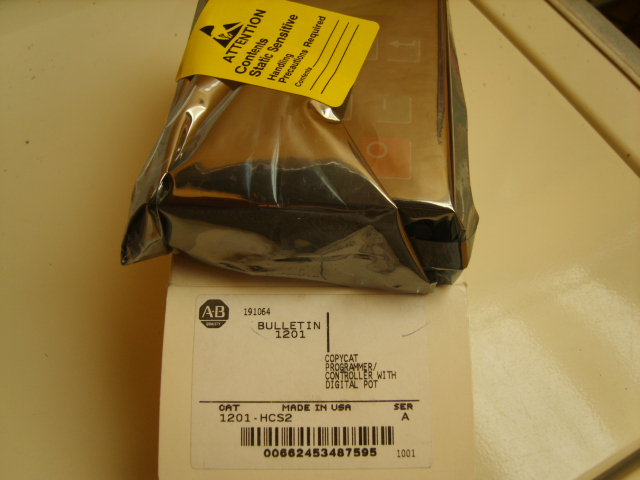 ATTENTION
Contents
Static Sensitive
Handling
Precautions Required
Contents
A-B
QUALITY
191064
BULLETIN
1201
COPYCAT
PROGRAMMER/
CONTROLLER WITH
DIGITAL POT
CAT MADE IN USA SER
1201-HCS2 A
00662453487595
1001